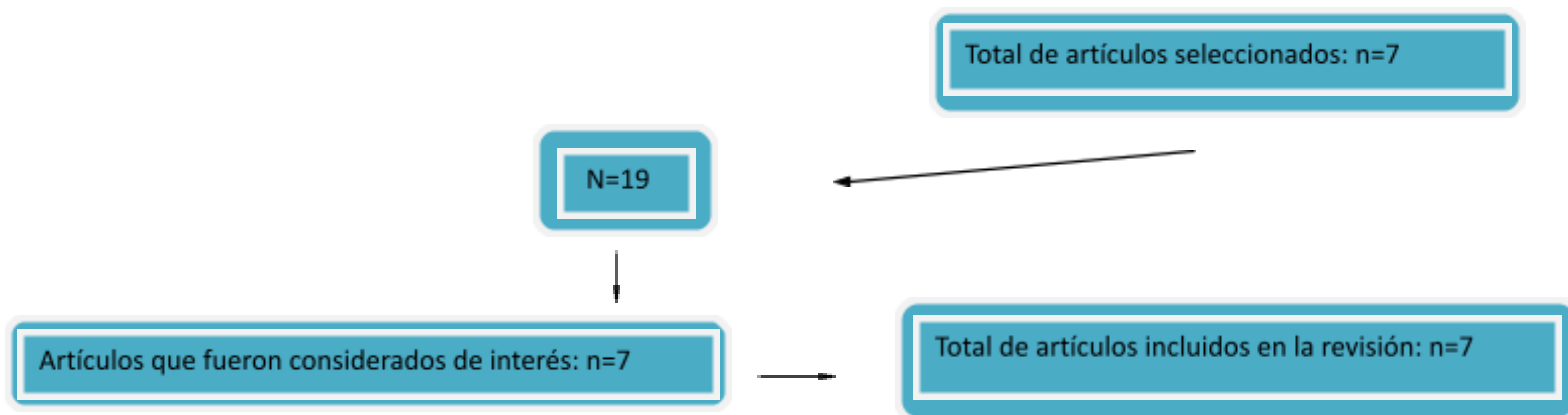 Total de artículos seleccionados: n=7
N=19
Artículos que fueron considerados de interés: n=7
Total de artículos incluidos en la revisión: n=7